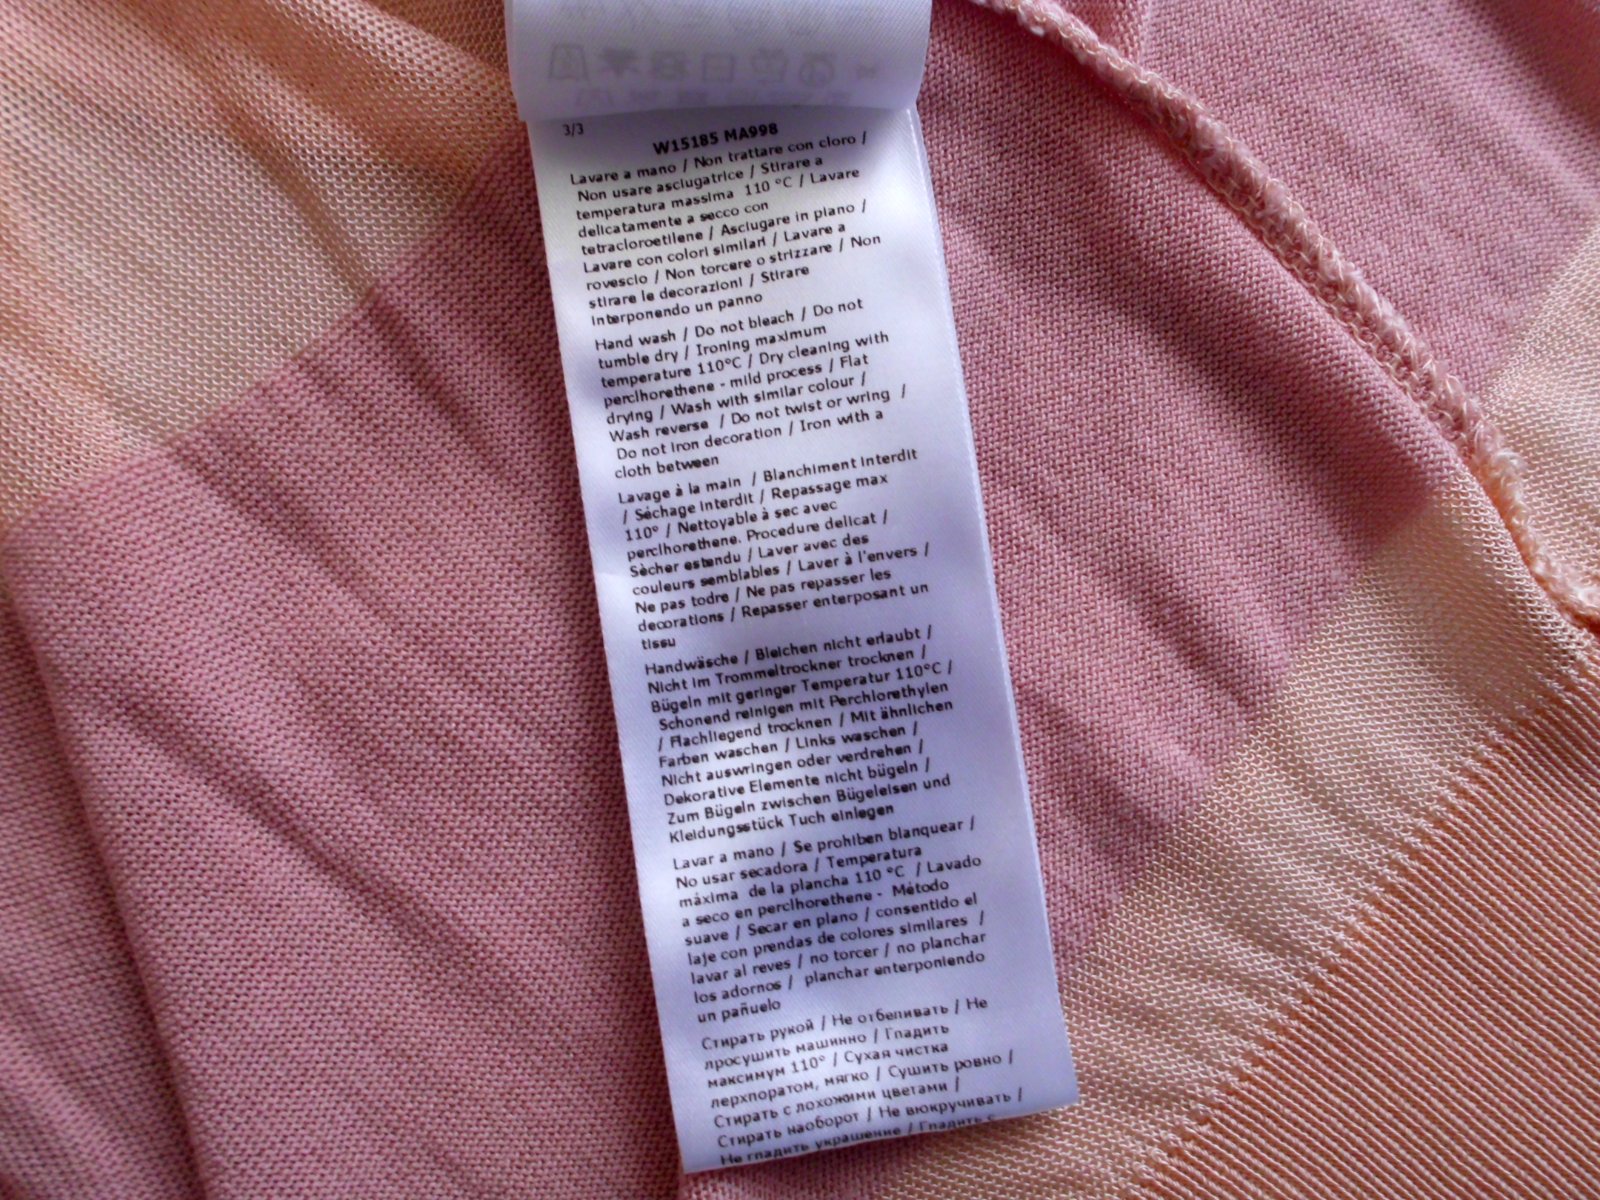 3/3
W15185 MA998
Lavare a mano / Non trattare con cloro /
Non usare asciugatrice / Stirare a
temperatura massima 110 °C / Lavare
delicatamente a secco con
tetracloroetilene / Asciugare in piano /
Lavare con colori similari / Lavare a
rovescio / Non torcere o strizzare / Non
stirare le decorazioni / Stirare
interponendo un panno
Hand wash / Do not bleach / Do not
tumble dry / Ironing maximum
temperature 110°C / Dry cleaning with
perclhorethene - mild process / Flat
drying / Wash with similar colour /
Wash reverse / Do not twist or wring /
Do not iron decoration / Iron with a
cloth between
Lavage à la main / Blanchiment interdit
/ Séchage interdit / Repassage max
110° / Nettoyable à sec avec
perclhorethene. Procedure delicat /
Sècher estendu / Laver avec des
couleurs semblables / Laver à l'envers /
Ne pas todre / Ne pas repasser les
decorations / Repasser enterposant un
tissu
Handwäsche / Bleichen nicht erlaubt /
Nicht im Trommeltrockner trocknen /
Bügeln mit geringer Temperatur 110°C /
Schonend reinigen mit Perchlorethylen
/ Flachliegend trocknen / Mit ähnlichen
Farben waschen / Links waschen /
Nicht auswringen oder verdrehen /
Dekorative Elemente nicht bügeln /
Zum Bügeln zwischen Bügeleisen und
Kleidungsstück Tuch einlegen
Lavar a mano / Se prohiben blanquear /
No usar secadora / Temperatura
máxima de la plancha 110 °C / Lavado
a seco en perclhorethene - Método
suave / Secar en plano / consentido el
laje con prendas de colores similares /
lavar al reves / no torcer / no planchar
los adornos / planchar enterponiendo
un pañuelo
Стирать рукой / Не отбеливать / Не
просушить машинно / Гладить
максимум 110° / Сухая чистка
перхпоратом, мягко / Сушить ровно /
Стирать с похожими цветами /
Стирать наоборот / Не вюкручивать /
Не гладить украшение / Гладить с